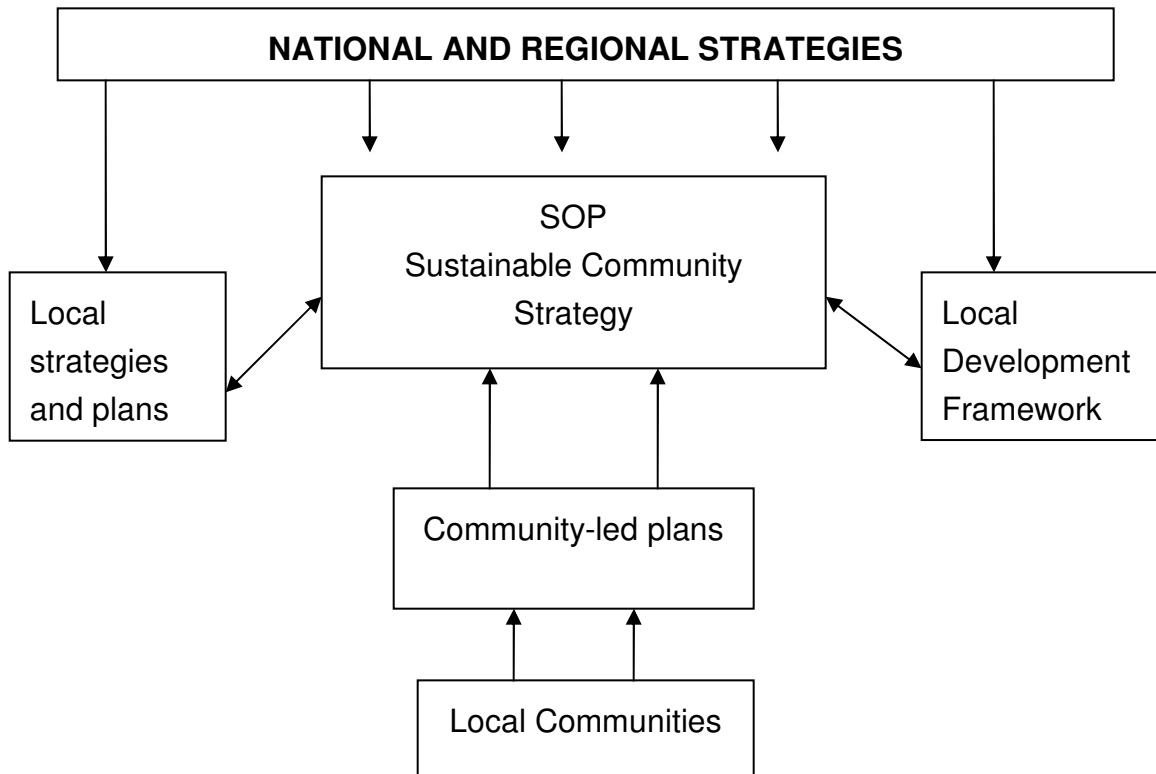 NATIONAL AND REGIONAL STRATEGIES
SOP
Sustainable Community
Strategy
Local
strategies
and plans
Local
Development
Framework
Community-led plans
Local Communities